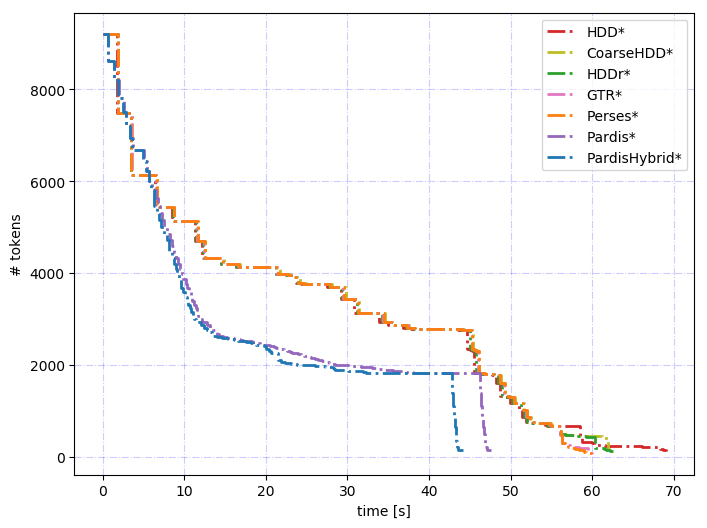 HDD*
CoarseHDD*
HDDr*
GTR*
Perses*
Pardis*
PardisHybrid*
# tokens
8000
6000
4000
2000
0
0 10 20 30 40 50 60 70
time [s]